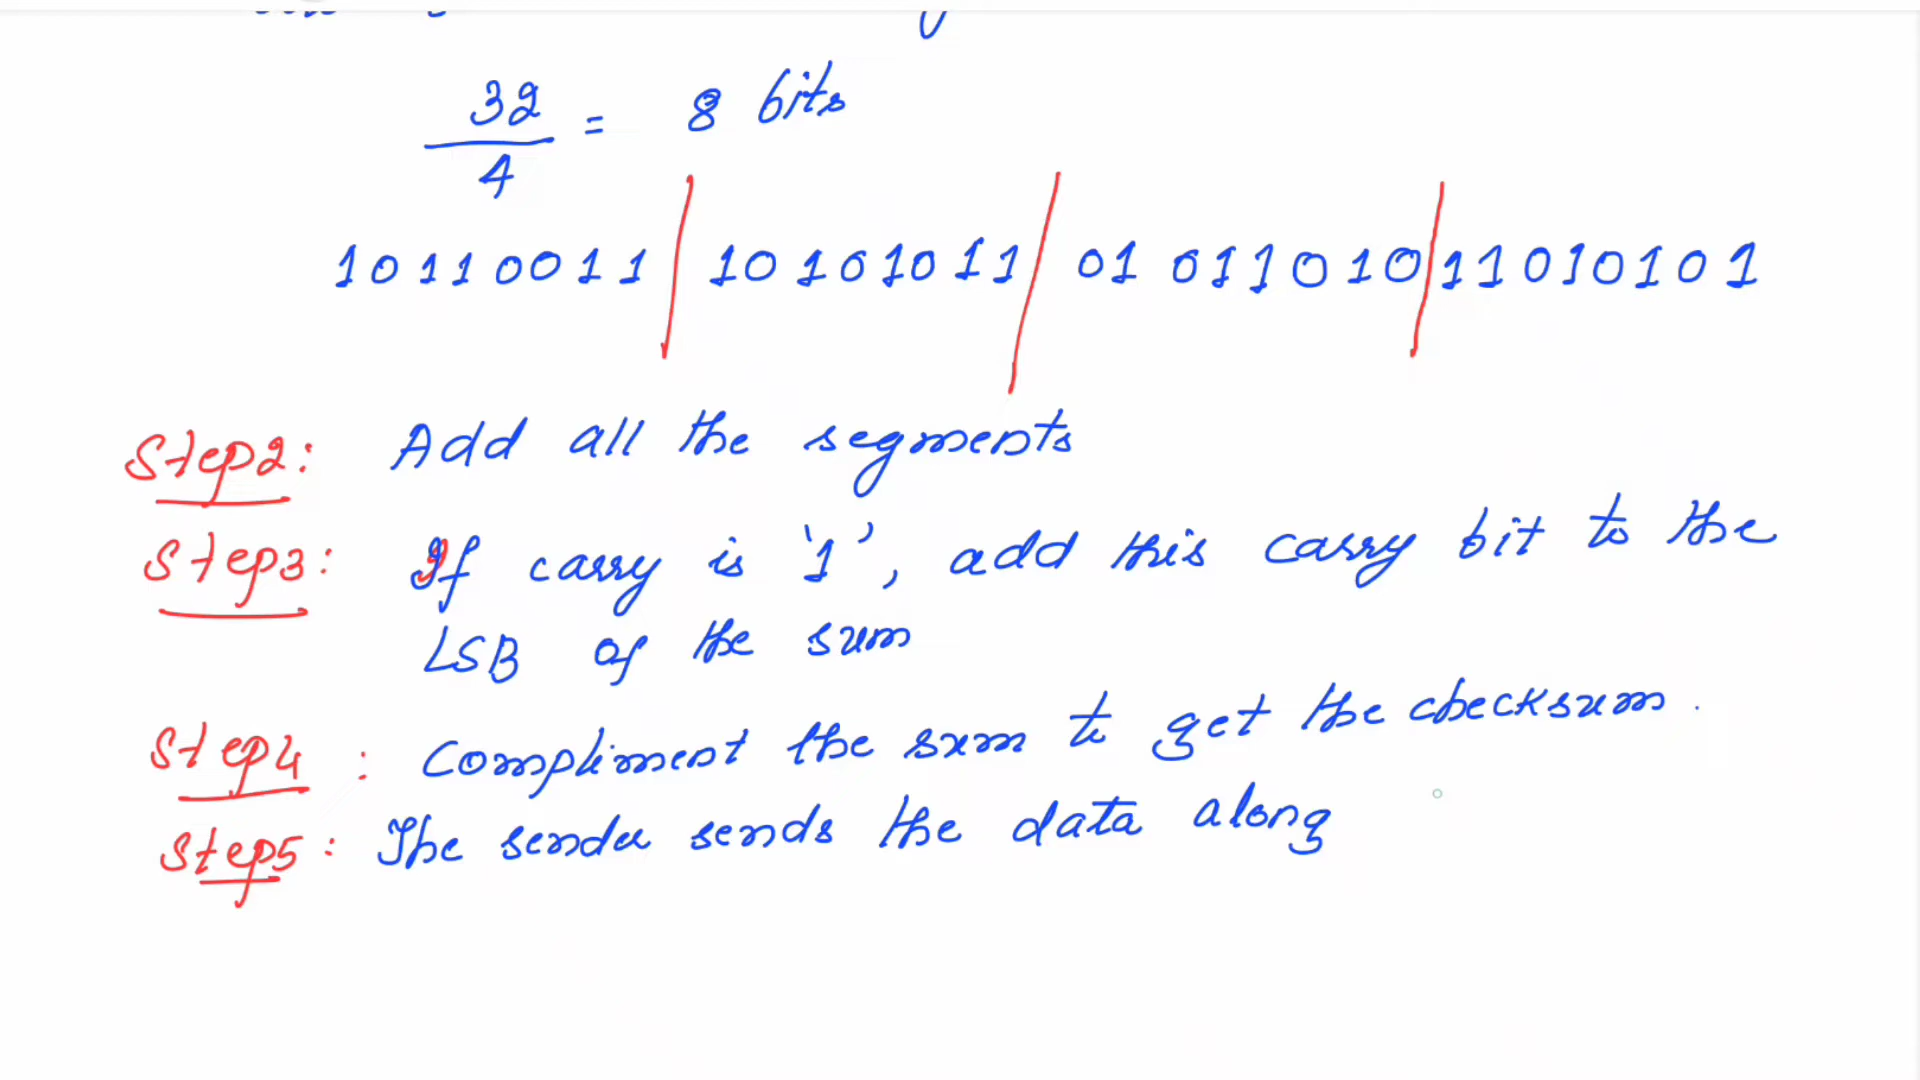 32
4
= 8 bits
10110011 10101011 01011010 11010101
Step2: Add all the segments
Step3: If carry is '1', add this carry bit to the
LSB of the sum
Step4 : Compliment the sum to get the checksum.
Step5: The sender sends the data along